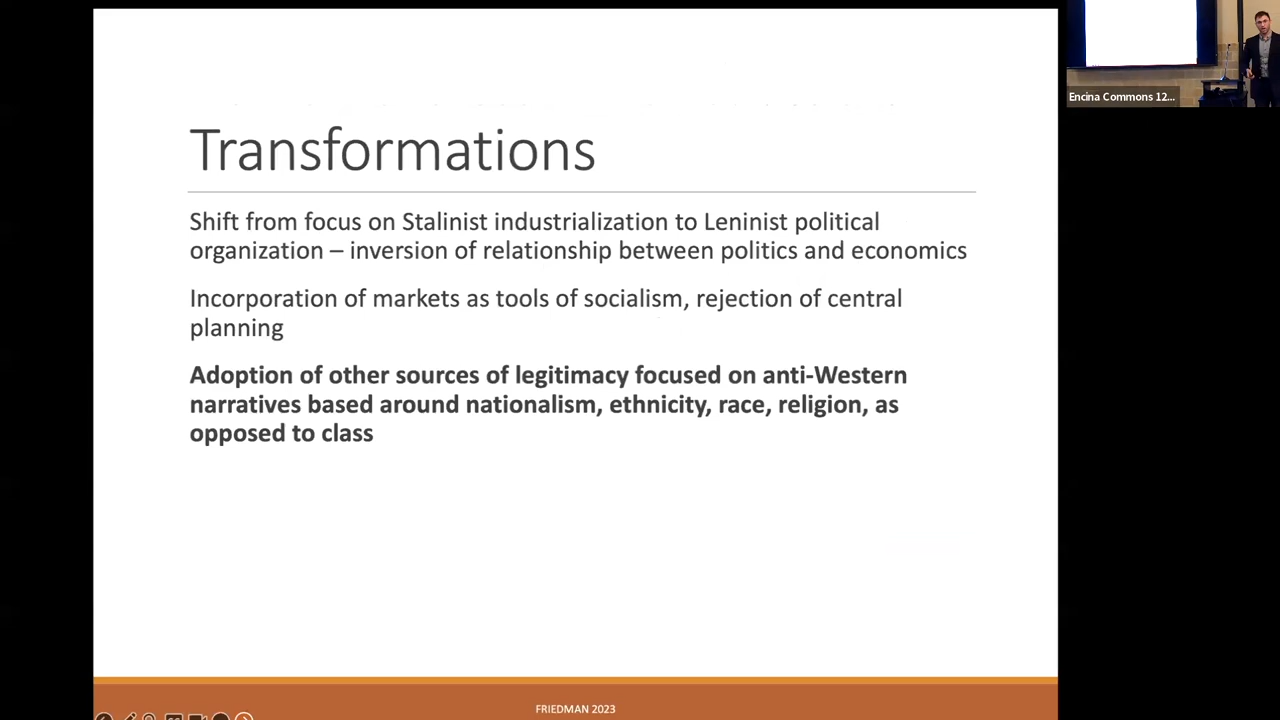 Transformations
Shift from focus on Stalinist industrialization to Leninist political
organization – inversion of relationship between politics and economics
Incorporation of markets as tools of socialism, rejection of central
planning
Adoption of other sources of legitimacy focused on anti-Western
narratives based around nationalism, ethnicity, race, religion, as
opposed to class
FRIEDMAN 2023
Encina Commons 12...